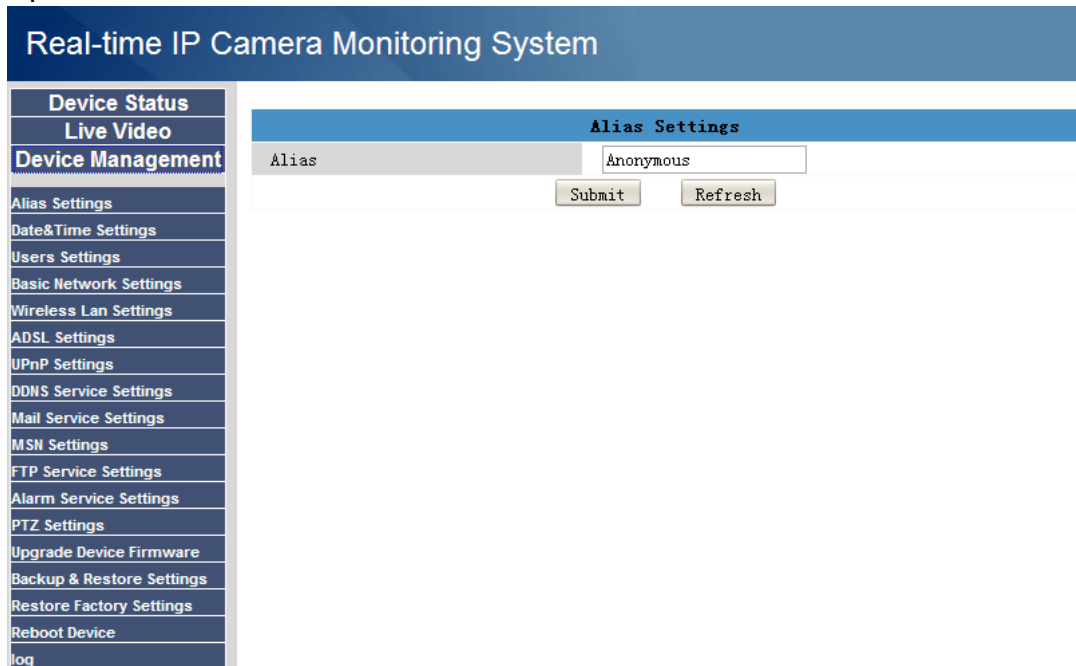 Real-time IP Camera Monitoring System
Device Status
Live Video
Device Management
Alias Settings
Date&Time Settings
Users Settings
Basic Network Settings
Wireless Lan Settings
ADSL Settings
UPnP Settings
DDNS Service Settings
Mail Service Settings
MSN Settings
FTP Service Settings
Alarm Service Settings
PTZ Settings
Upgrade Device Firmware
Backup & Restore Settings
Restore Factory Settings
Reboot Device
log
Alias Settings
Alias Anonymous
Submit Refresh